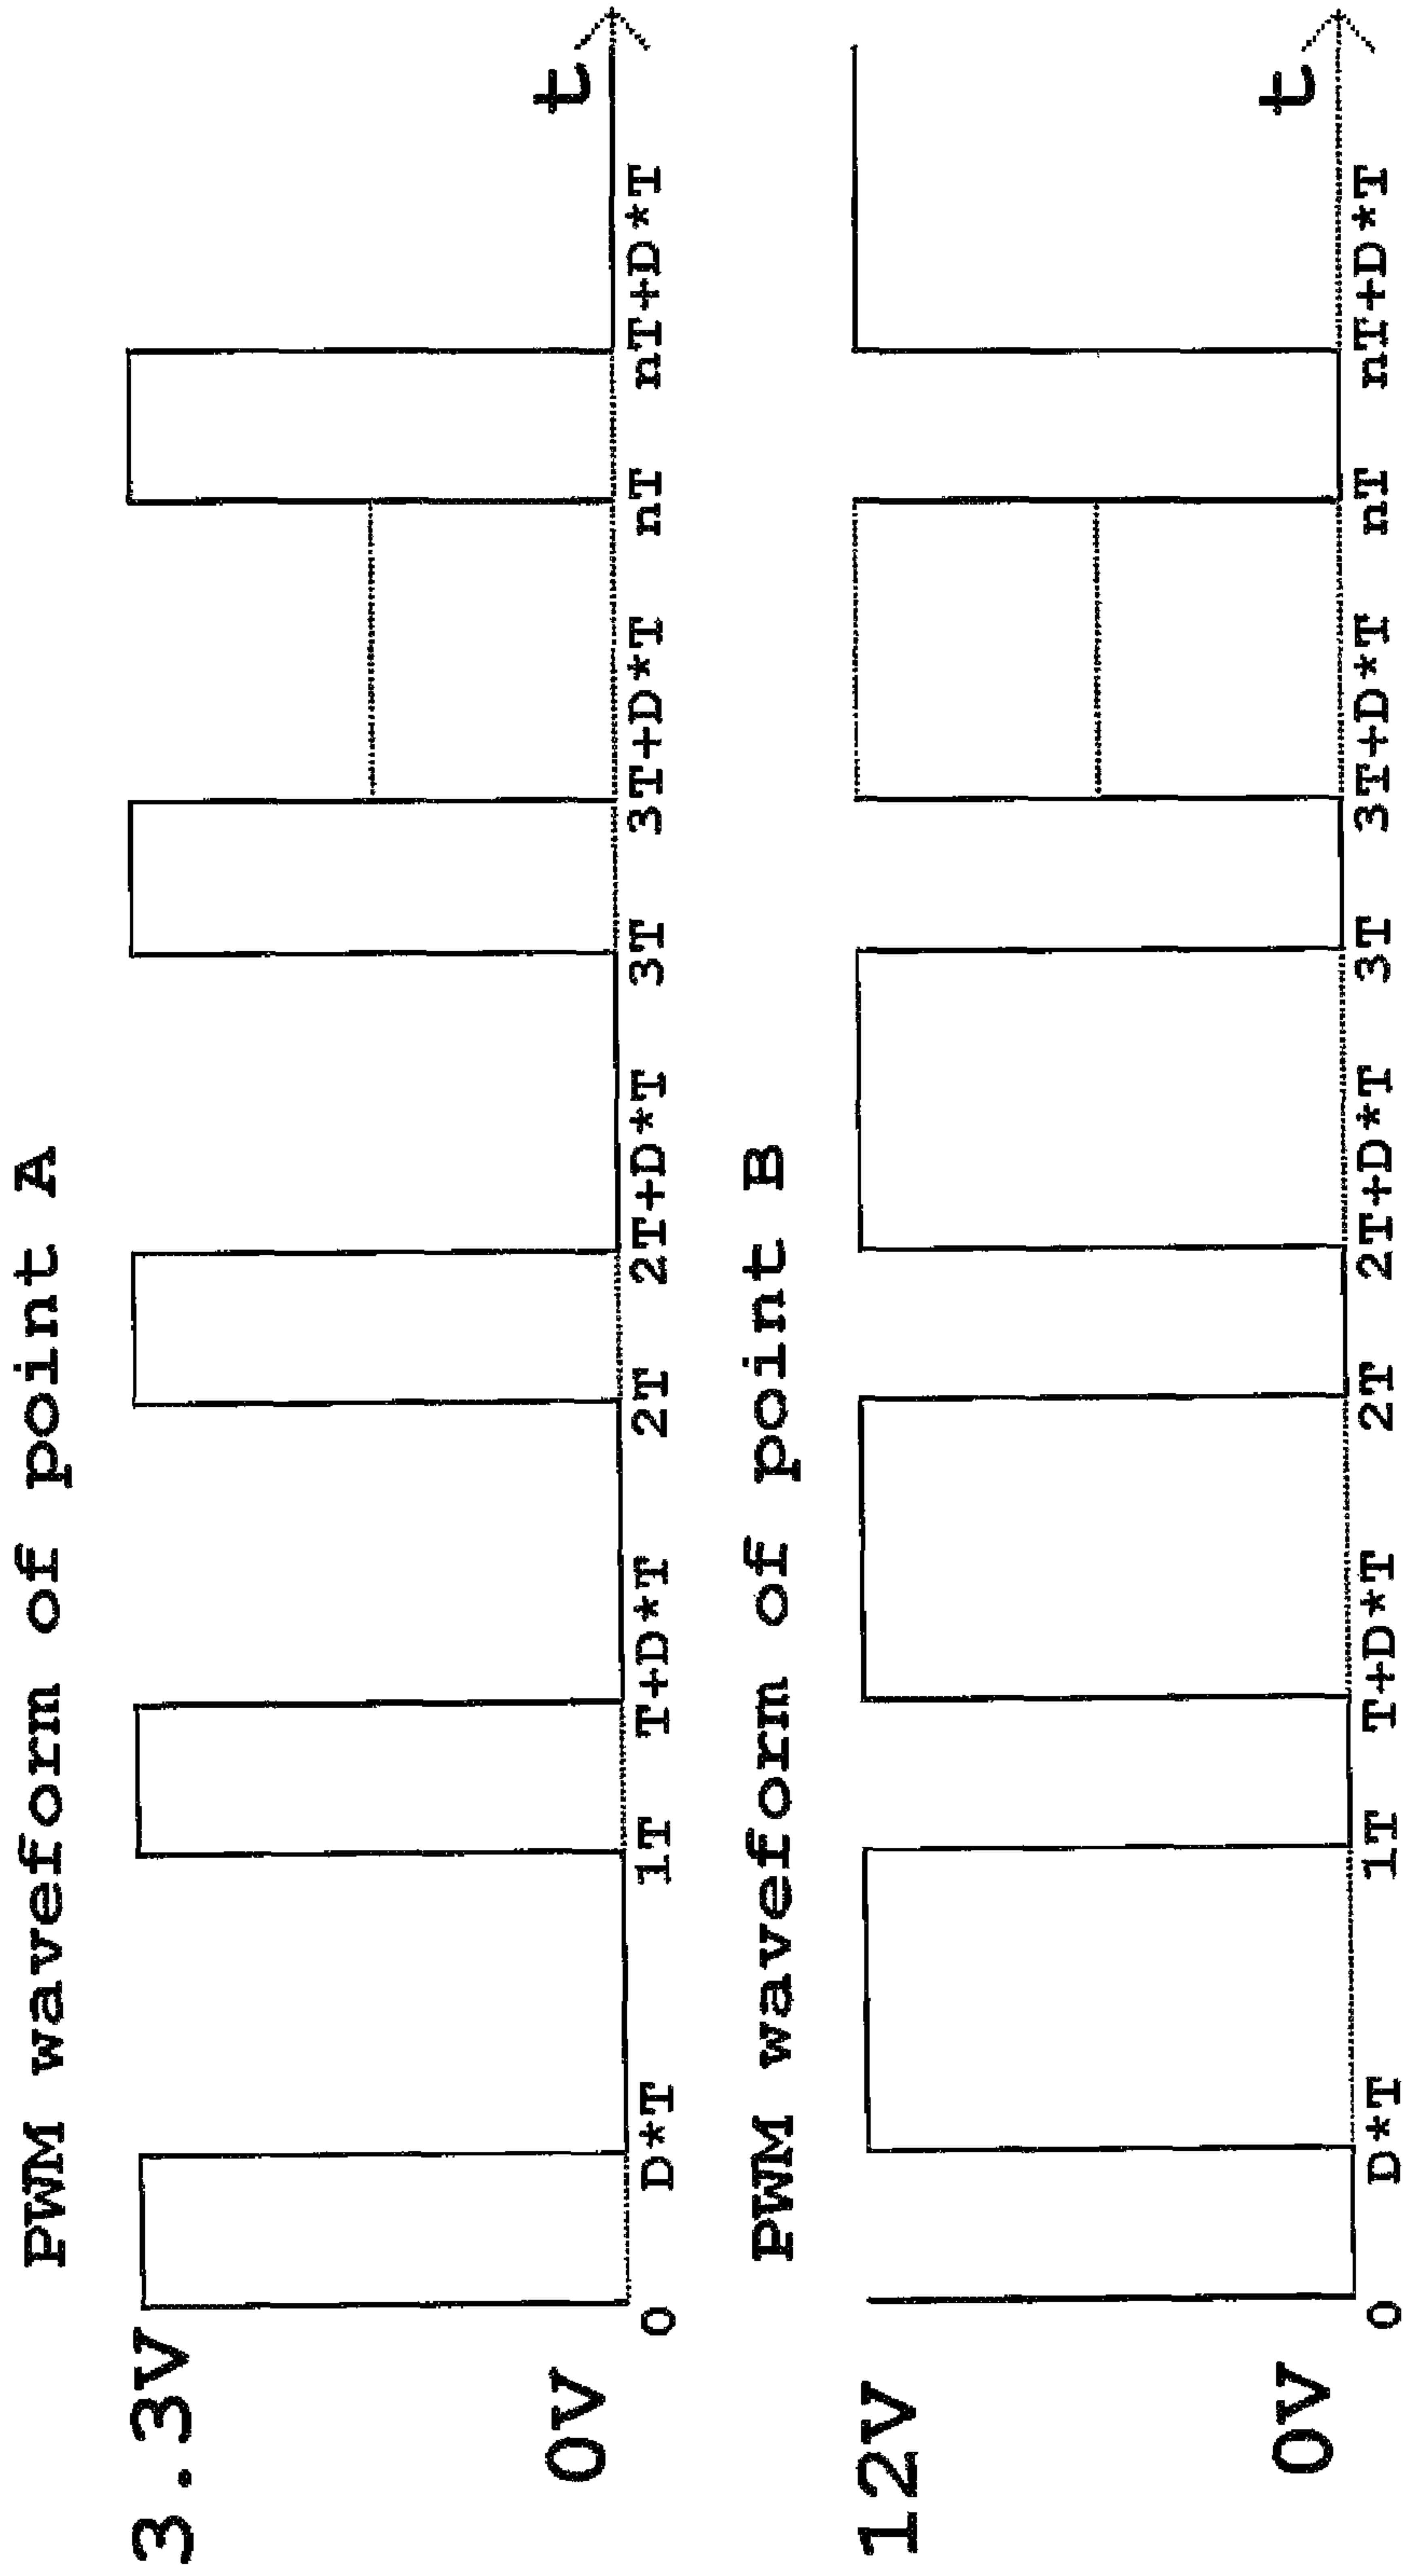 PWM waveform of point A
3.3V
0V
t
0 D*T 1T T+D*T 2T 2T+D*T 3T 3T+D*T nT nT+D*T
PWM waveform of point B
12V
0V
t
0 D*T 1T T+D*T 2T 2T+D*T 3T 3T+D*T nT nT+D*T